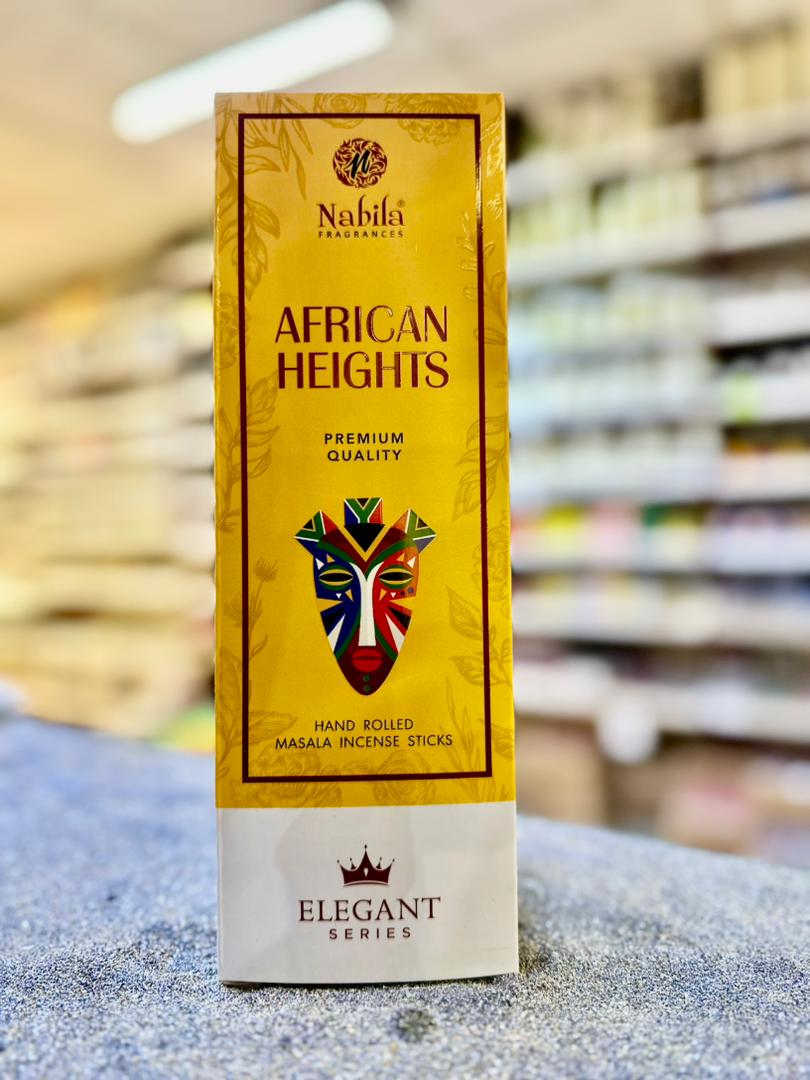 N
Nabila®
FRAGRANCES
AFRICAN
HEIGHTS
PREMIUM
QUALITY
HAND ROLLED
MASALA INCENSE STICKS
ELEGANT
SERIES